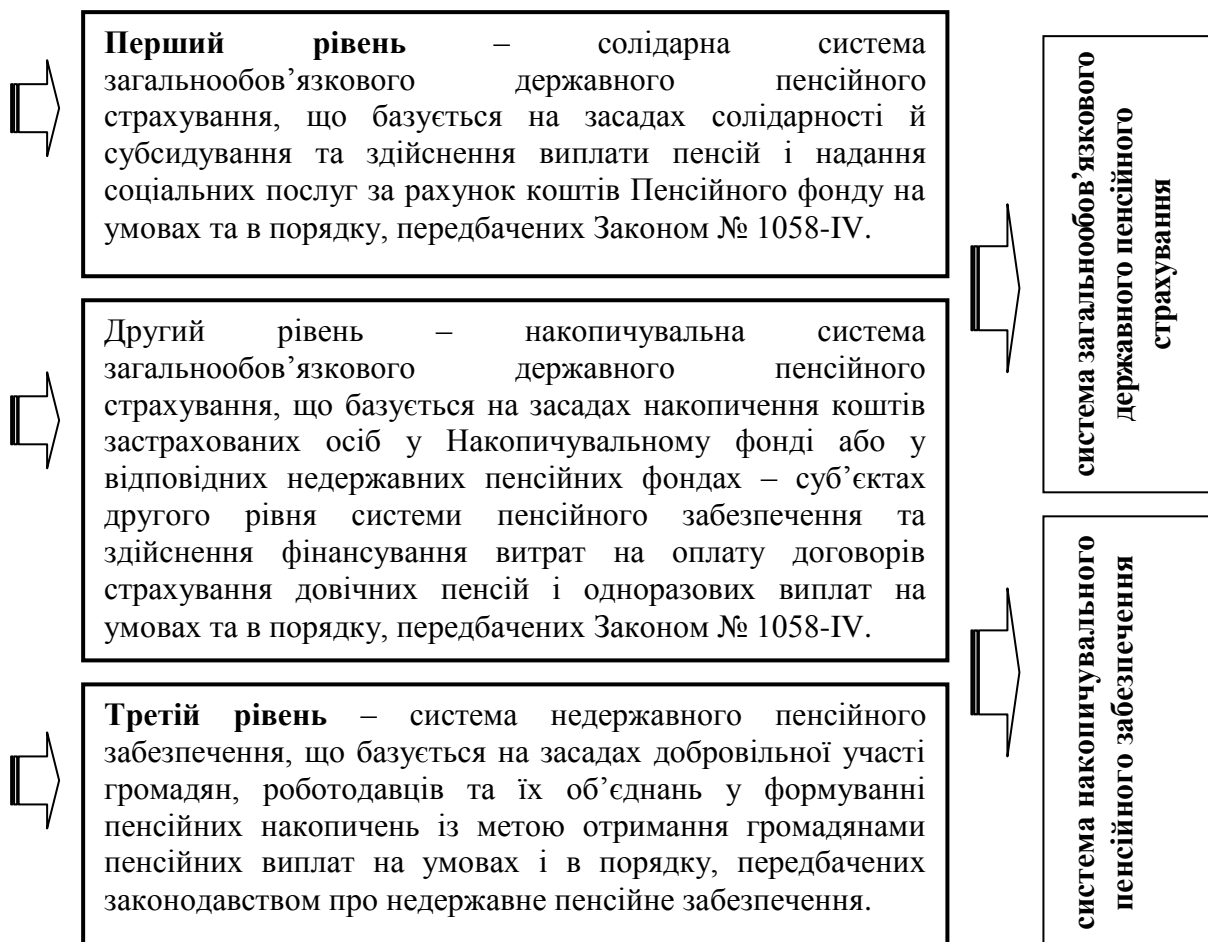 Перший рівень – солідарна система
загальнообов’язкового державного пенсійного
страхування, що базується на засадах солідарності й
субсидування та здійснення виплати пенсій і надання
соціальних послуг за рахунок коштів Пенсійного фонду на
умовах та в порядку, передбачених Законом № 1058-IV.
Другий рівень – накопичувальна система
загальнообов’язкового державного пенсійного
страхування, що базується на засадах накопичення коштів
застрахованих осіб у Накопичувальному фонді або у
відповідних недержавних пенсійних фондах – суб’єктах
другого рівня системи пенсійного забезпечення та
здійснення фінансування витрат на оплату договорів
страхування довічних пенсій і одноразових виплат на
умовах та в порядку, передбачених Законом № 1058-IV.
Третій рівень – система недержавного пенсійного
забезпечення, що базується на засадах добровільної участі
громадян, роботодавців та їх об’єднань у формуванні
пенсійних накопичень із метою отримання громадянами
пенсійних виплат на умовах і в порядку, передбачених
законодавством про недержавне пенсійне забезпечення.
система загальнообов’язкового
державного пенсійного
страхування
система накопичувального
пенсійного забезпечення